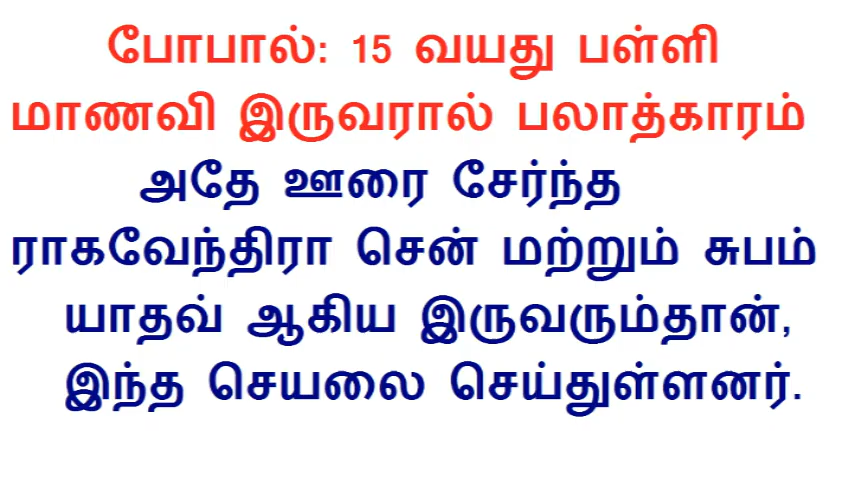 போபால்: 15 வயது பள்ளி
மாணவி இருவரால் பலாத்காரம்
அதே ஊரை சேர்ந்த
ராகவேந்திரா சென் மற்றும் சுபம்
யாதவ் ஆகிய இருவரும்தான்,
இந்த செயலை செய்துள்ளனர்.